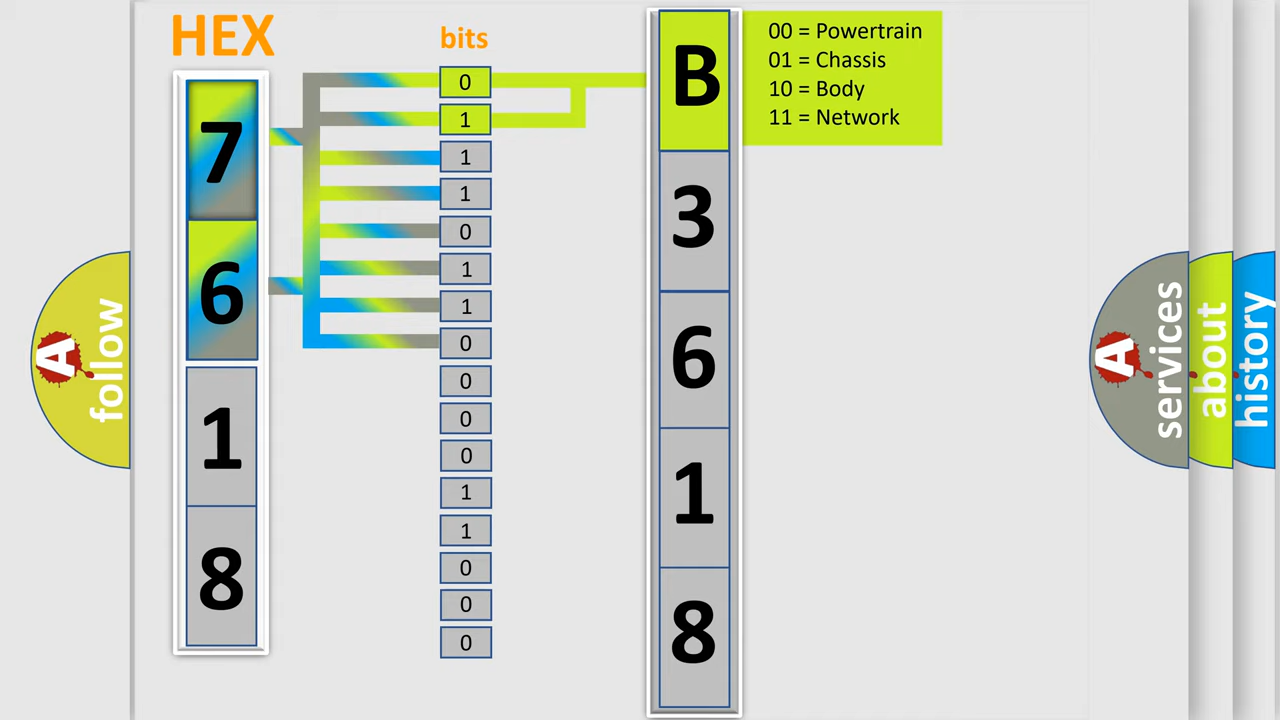 HEX
bits
7
6
1
8
0
1
1
1
0
1
1
0
0
0
0
1
1
0
0
0
B
3
6
1
8
00 = Powertrain
01 = Chassis
10 = Body
11 = Network
A
follow
A
services
about
history